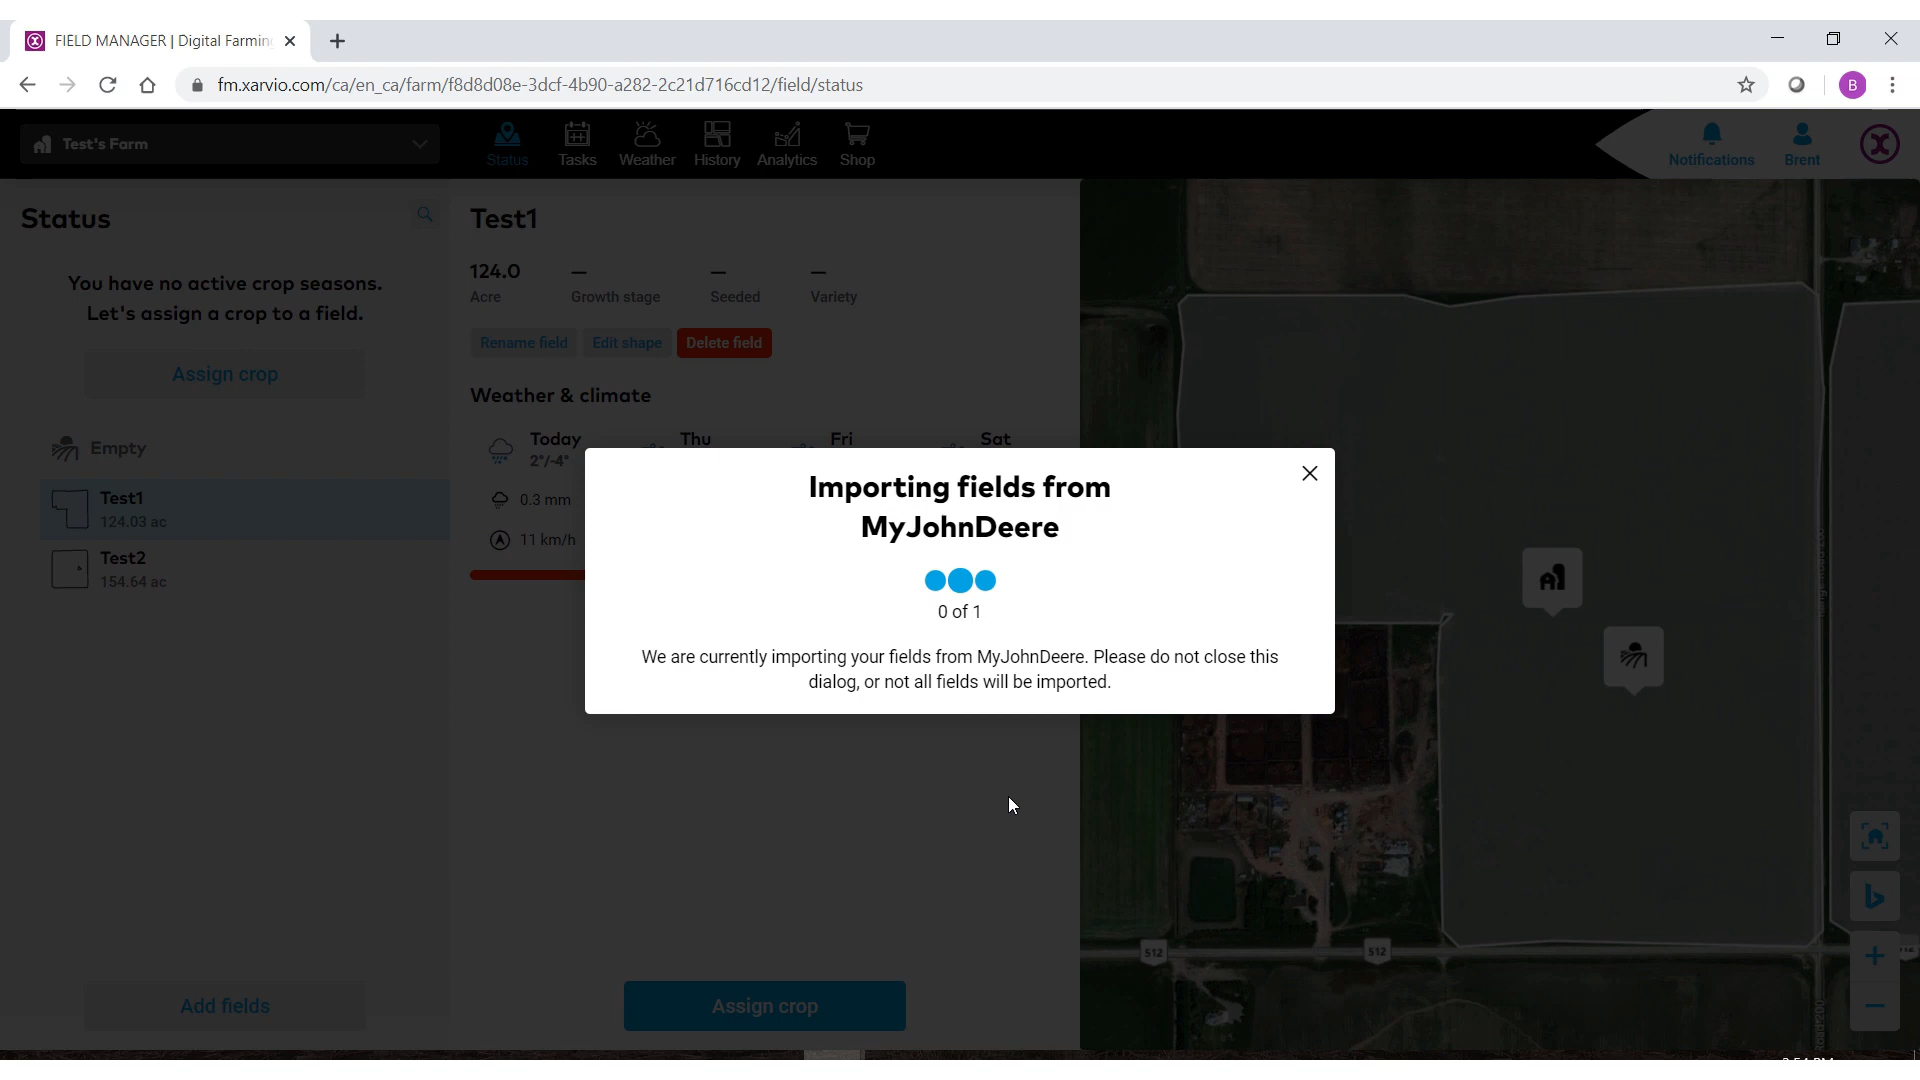 FIELD MANAGER | Digital Farming
fm.xarvio.com/ca/en_ca/farm/f8d8d08e-3dcf-4b90-a282-2c21d716cd12/field/status
B
Test's Farm
Status
Tasks
Weather
History
Analytics
Shop
Notifications
Brent
Status
You have no active crop seasons.
Let's assign a crop to a field.
Assign crop
Empty
Test1
124.03 ac
Test2
154.64 ac
Add fields
Test1
124.0 — — —
Acre Growth stage Seeded Variety
Rename field Edit shape Delete field
Weather & climate
Today Thu Fri Sat
2°/-4°
0.3 mm
11 km/h
Importing fields from
MyJohnDeere
0 of 1
We are currently importing your fields from MyJohnDeere. Please do not close this
dialog, or not all fields will be imported.
Assign crop
512
512